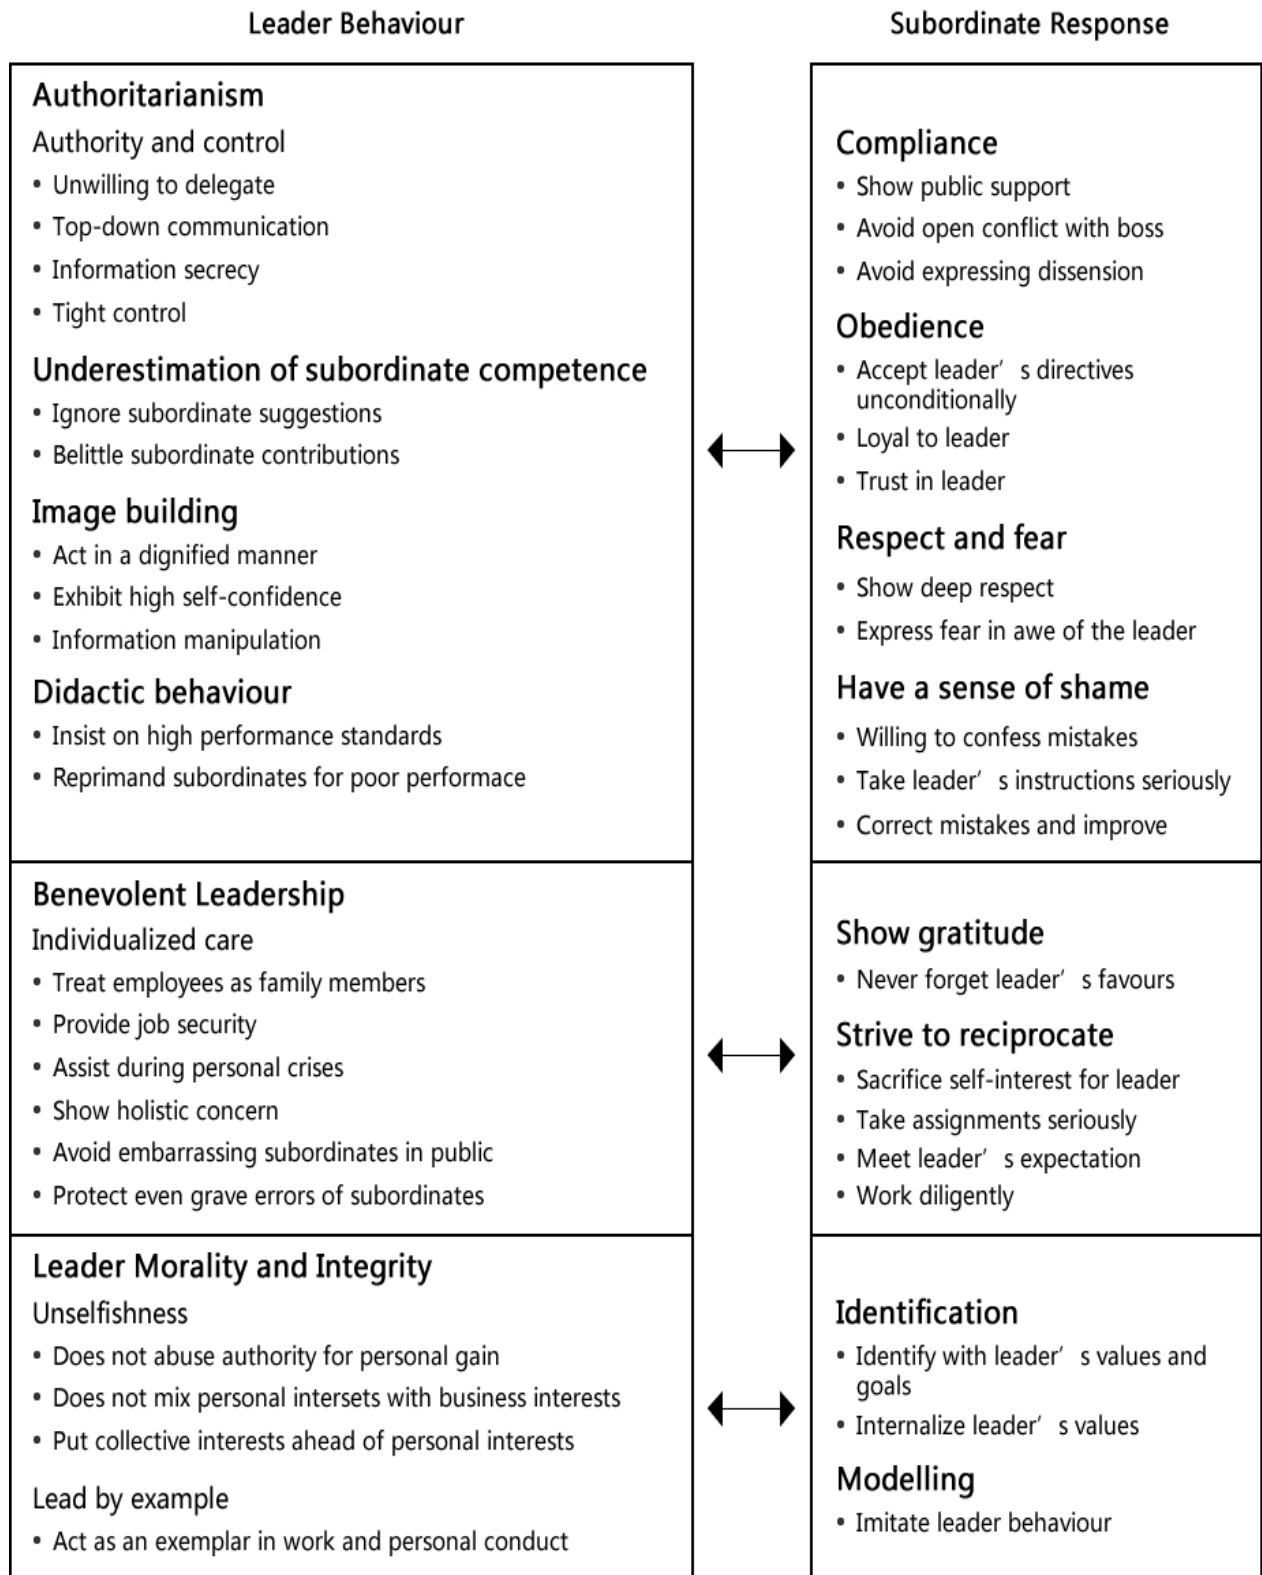 Leader Behaviour
Subordinate Response
Authoritarianism
Authority and control
• Unwilling to delegate
• Top-down communication
• Information secrecy
• Tight control
Underestimation of subordinate competence
• Ignore subordinate suggestions
• Belittle subordinate contributions
Image building
• Act in a dignified manner
• Exhibit high self-confidence
• Information manipulation
Didactic behaviour
• Insist on high performance standards
• Reprimand subordinates for poor performace
Compliance
• Show public support
• Avoid open conflict with boss
• Avoid expressing dissension
Obedience
• Accept leader’ s directives
unconditionally
• Loyal to leader
• Trust in leader
Respect and fear
• Show deep respect
• Express fear in awe of the leader
Have a sense of shame
• Willing to confess mistakes
• Take leader’ s instructions seriously
• Correct mistakes and improve
Benevolent Leadership
Individualized care
• Treat employees as family members
• Provide job security
• Assist during personal crises
• Show holistic concern
• Avoid embarrassing subordinates in public
• Protect even grave errors of subordinates
Show gratitude
• Never forget leader’ s favours
Strive to reciprocate
• Sacrifice self-interest for leader
• Take assignments seriously
• Meet leader’ s expectation
• Work diligently
Leader Morality and Integrity
Unselfishness
• Does not abuse authority for personal gain
• Does not mix personal intersets with business interests
• Put collective interests ahead of personal interests
Lead by example
• Act as an exemplar in work and personal conduct
Identification
• Identify with leader’ s values and
goals
• Internalize leader’ s values
Modelling
• Imitate leader behaviour